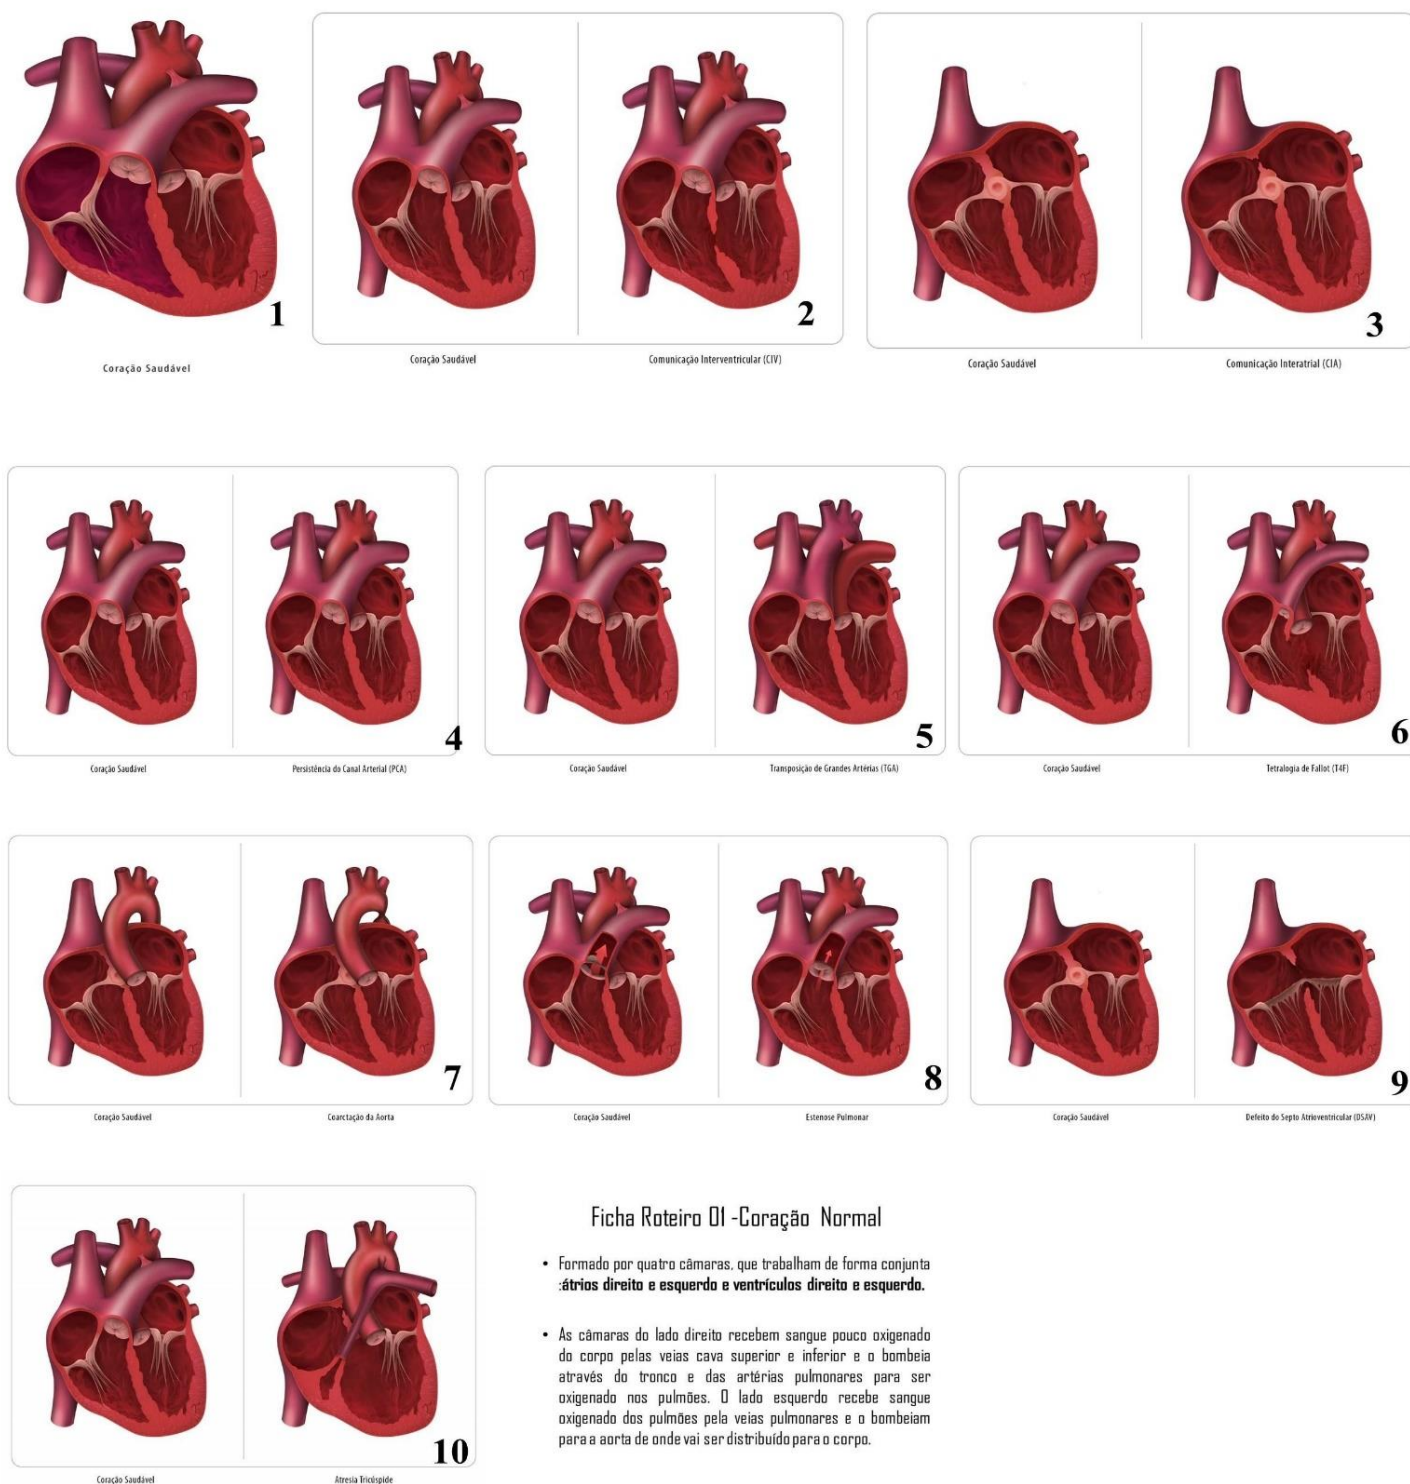 1
Coração Saudável
2
Coração Saudável
Comunicação Interventricular (CIV)
3
Coração Saudável
Comunicação Interatrial (CIA)
4
Coração Saudável
Persistência do Canal Arterial (PCA)
5
Coração Saudável
Transposição de Grandes Artérias (TGA)
6
Coração Saudável
Tetralogia de Fallot (T4F)
7
Coração Saudável
Coarctação da Aorta
8
Coração Saudável
Estenose Pulmonar
9
Coração Saudável
Defeito do Septo Atrioventricular (DSAV)
10
Coração Saudável
Atresia Tricúspide
Ficha Roteiro 01 -Coração Normal
• Formado por quatro câmaras, que trabalham de forma conjunta
:átrios direito e esquerdo e ventrículos direito e esquerdo.
• As câmaras do lado direito recebem sangue pouco oxigenado
do corpo pelas veias cava superior e inferior e o bombeia
através do tronco e das artérias pulmonares para ser
oxigenado nos pulmões. O lado esquerdo recebe sangue
oxigenado dos pulmões pela veias pulmonares e o bombeiam
para a aorta de onde vai ser distribuído para o corpo.